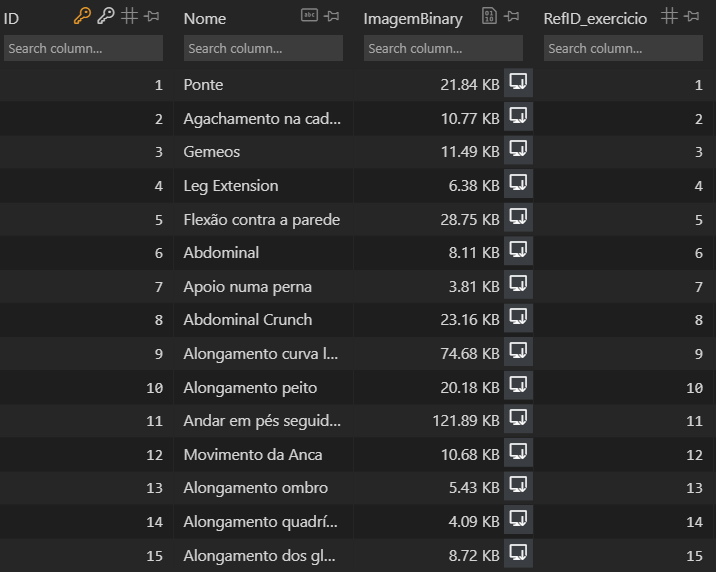 ID Nome ImagemBinary RefID_exercicio
Search column... Search column... Search column... Search column...
1 Ponte 21.84 KB 1
2 Agachamento na cad... 10.77 KB 2
3 Gemeos 11.49 KB 3
4 Leg Extension 6.38 KB 4
5 Flexão contra a parede 28.75 KB 5
6 Abdominal 8.11 KB 6
7 Apoio numa perna 3.81 KB 7
8 Abdominal Crunch 23.16 KB 8
9 Alongamento curva l... 74.68 KB 9
10 Alongamento peito 20.18 KB 10
11 Andar em pés seguid... 121.89 KB 11
12 Movimento da Anca 10.68 KB 12
13 Alongamento ombro 5.43 KB 13
14 Alongamento quadrí... 4.09 KB 14
15 Alongamento dos gl... 8.72 KB 15